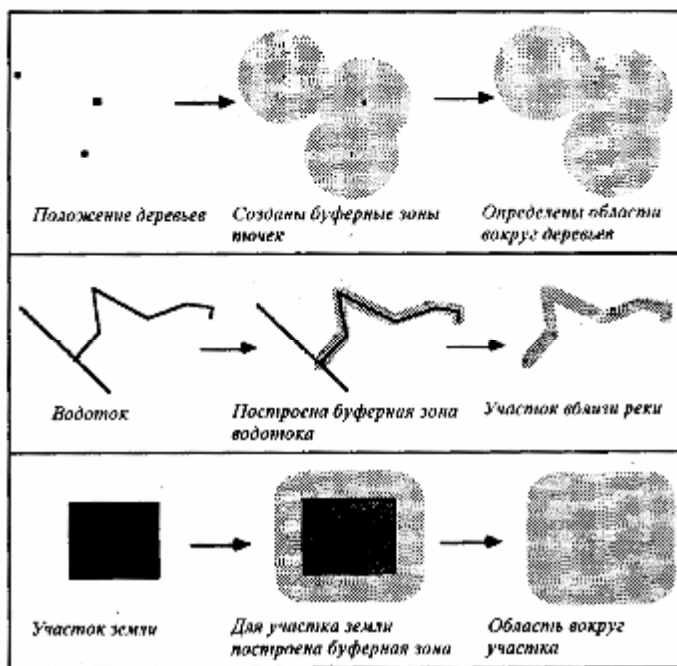 Положение деревьев
Созданы буферные зоны
точек
Определены области
вокруг деревьев
Водоток
Построена буферная зона
водотока
Участок вблизи реки
Участок земли
Для участка земли
построена буферная зона
Область вокруг
участка